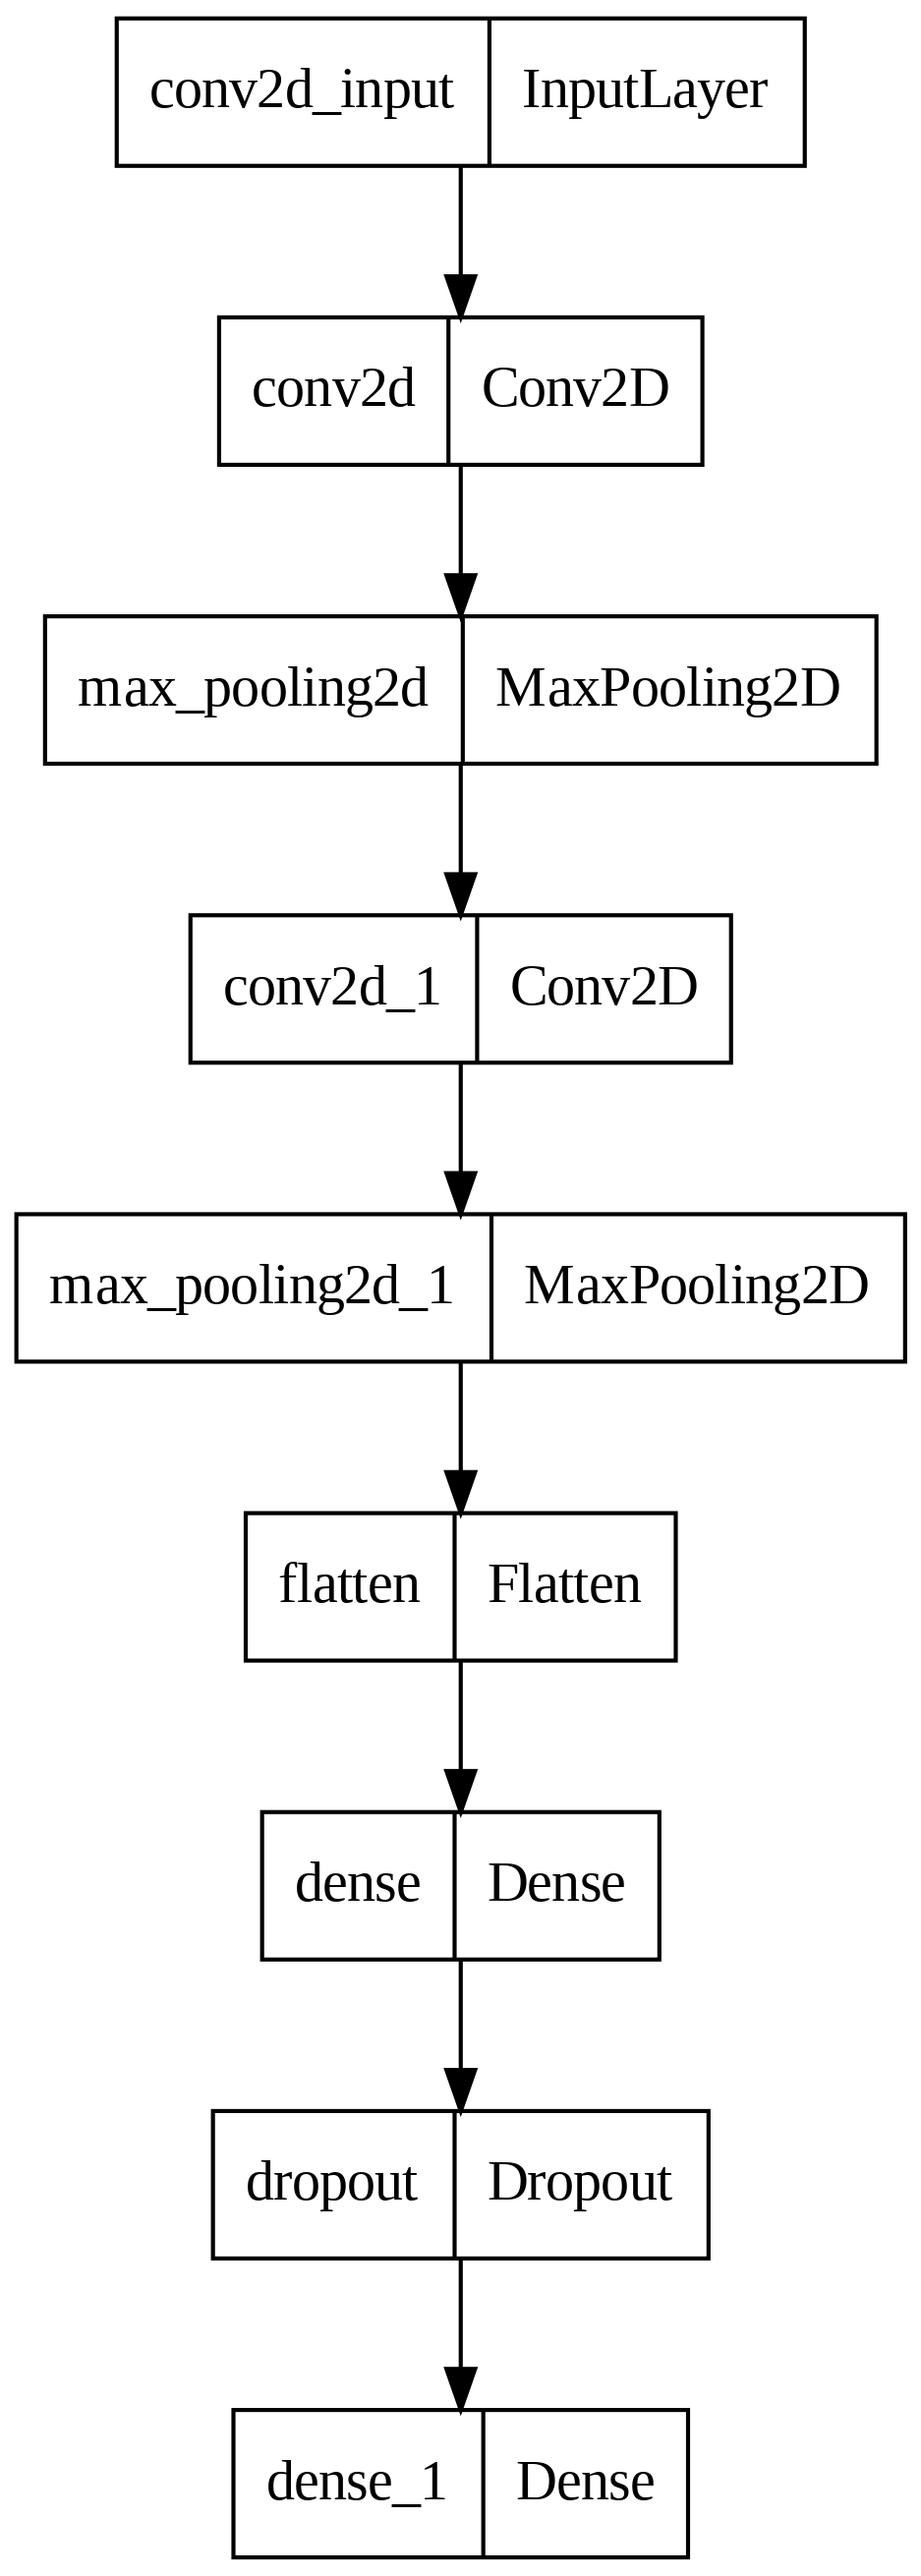 conv2d_input InputLayer
conv2d Conv2D
max_pooling2d MaxPooling2D
conv2d_1 Conv2D
max_pooling2d_1 MaxPooling2D
flatten Flatten
dense Dense
dropout Dropout
dense_1 Dense